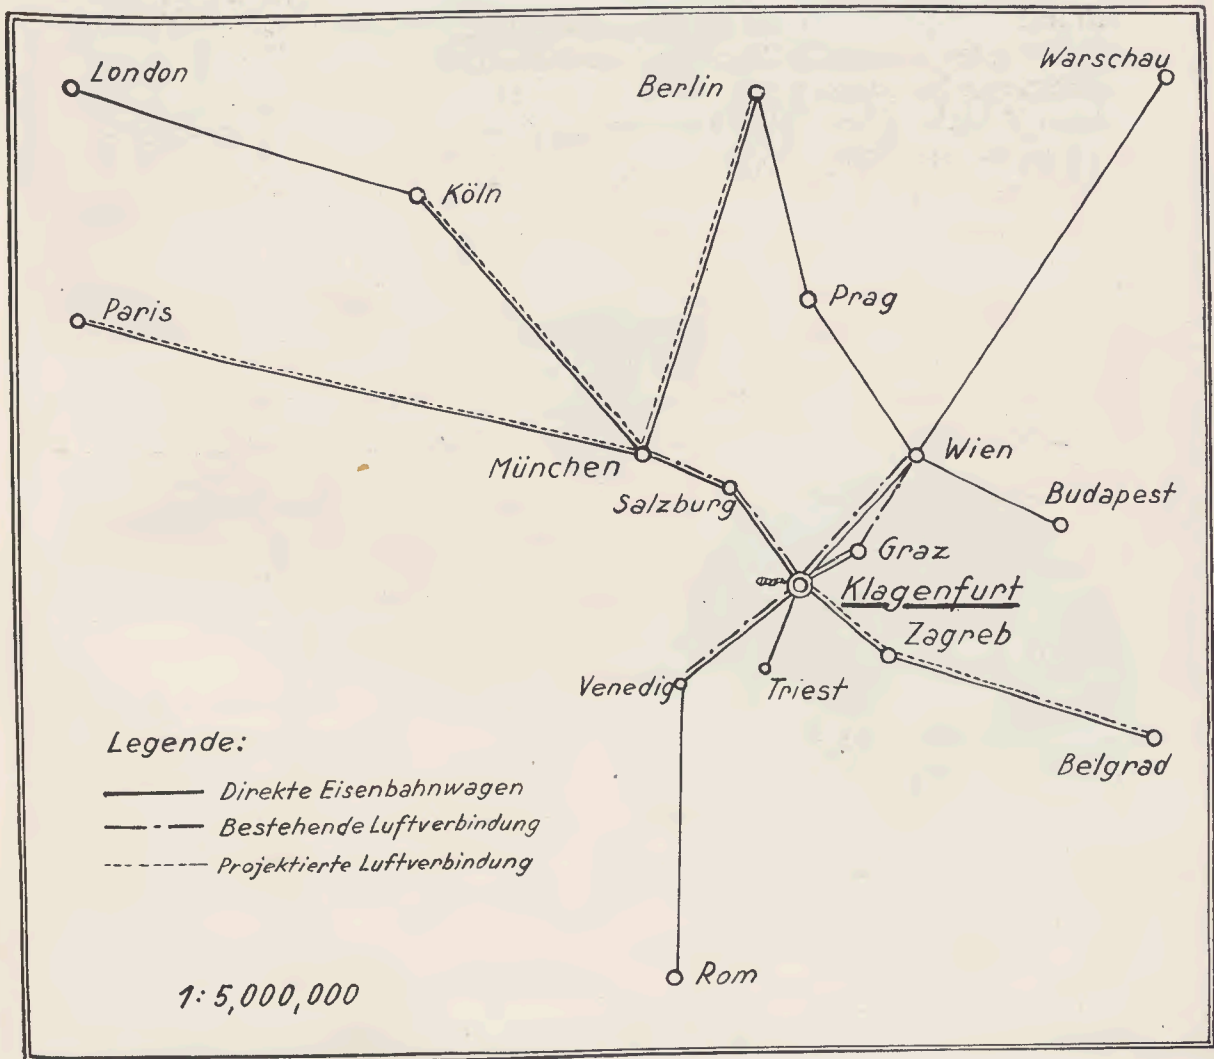 London
Berlin
Warschau
Köln
Paris
Prag
München
Wien
Salzburg
Budapest
Graz
Klagenfurt
Zagreb
Venedig
Triest
Belgrad
Legende:
Direkte Eisenbahnwagen
Bestehende Luftverbindung
Projektierte Luftverbindung
Rom
1:5,000,000